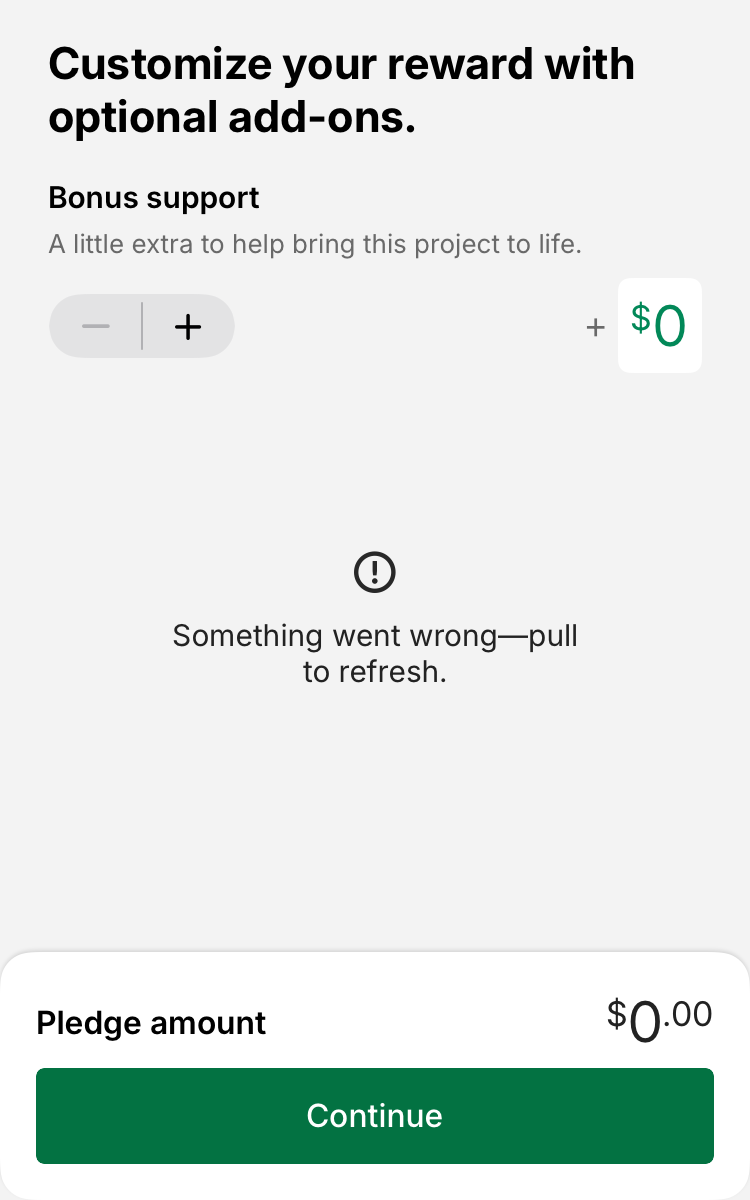 Customize your reward with
optional add-ons.
Bonus support
A little extra to help bring this project to life.
+ $0
Something went wrong—pull
to refresh.
Pledge amount $0.00
Continue